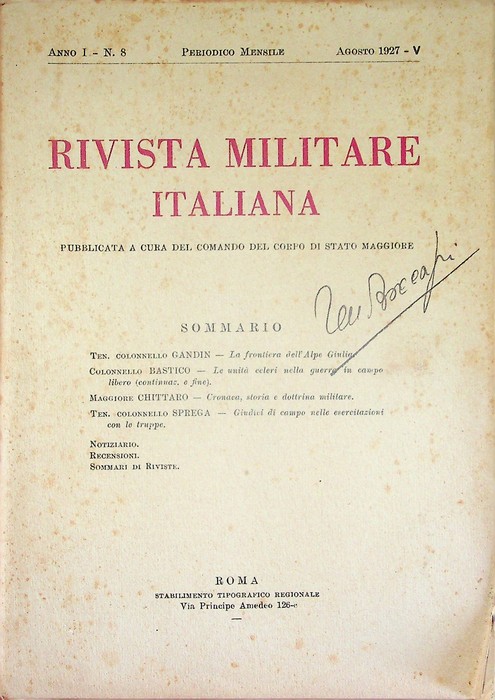 Anno I - N. 8 Periodico Mensile Agosto 1927 - V
RIVISTA MILITARE
ITALIANA
PUBBLICATA A CURA DEL COMANDO DEL CORPO DI STATO MAGGIORE
SOMMARIO
Ten. colonnello GANDIN — La frontiera dell'Alpe Giulia.
Colonnello BASTICO — Le unità celeri nella guerra in campo
libero (continuaz. e fine).
Maggiore CHITTARO — Cronaca, storia e dottrina militare.
Ten. colonnello SPREGA — Giudici di campo nelle esercitazioni
con le truppe.
Notiziario.
Recensioni.
Sommari di Riviste.
ROMA
STABILIMENTO TIPOGRAFICO REGIONALE
Via Principe Amedeo 126-c